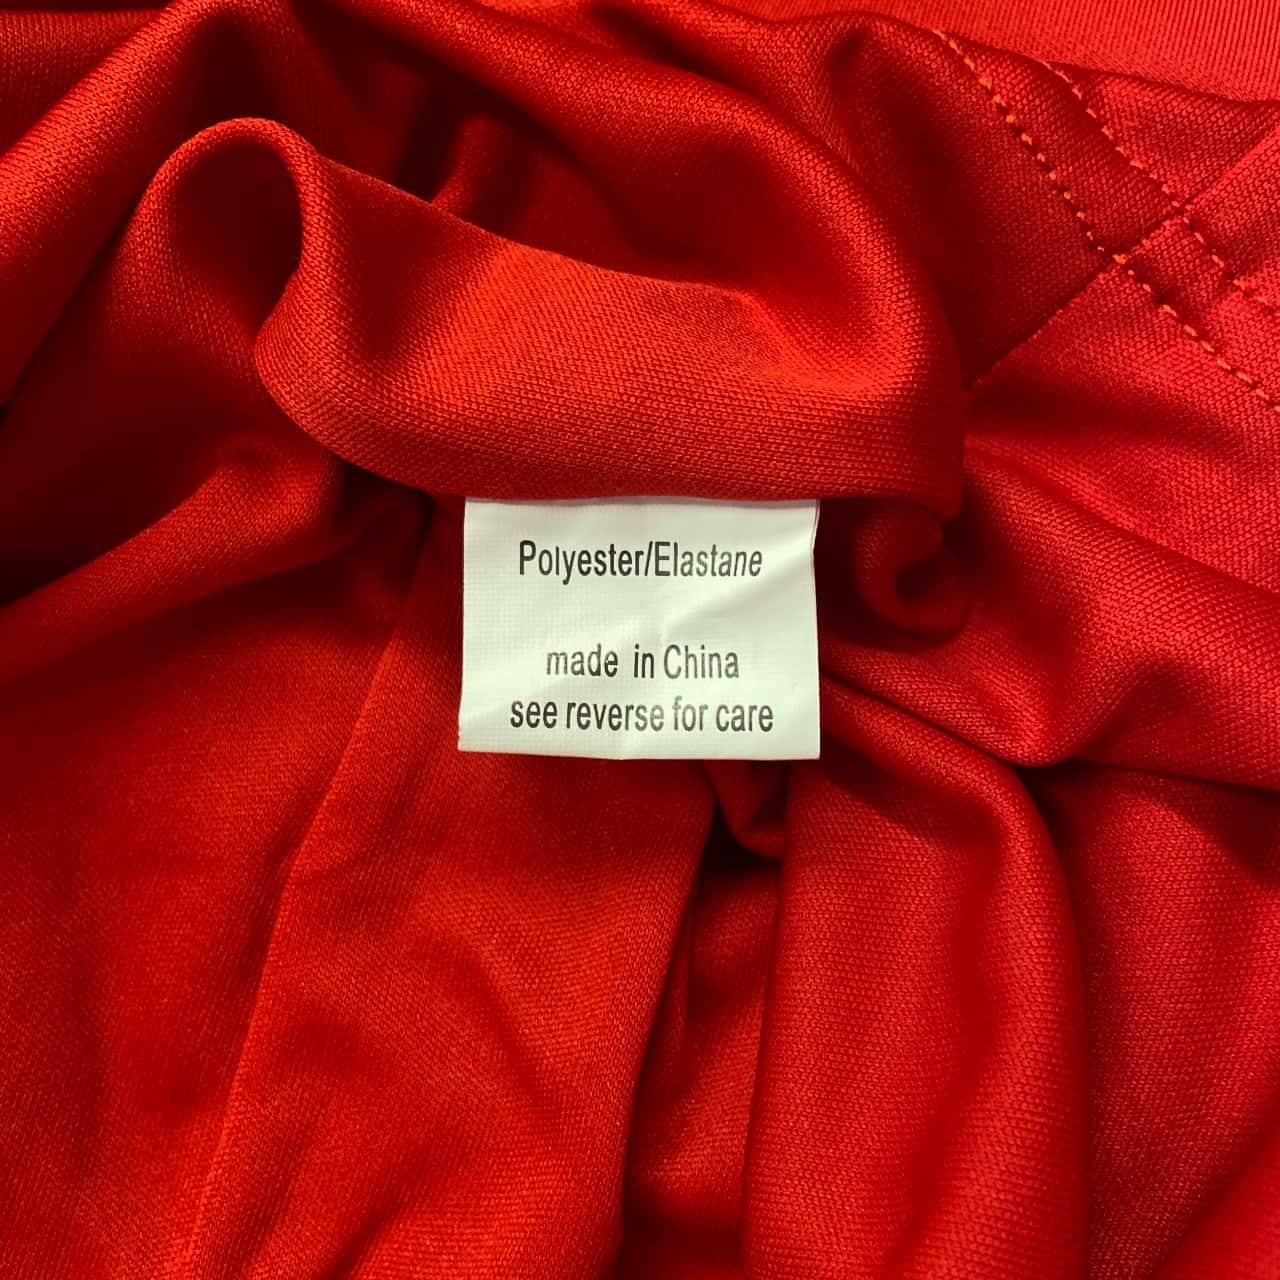 Polyester/Elastane
made in China
see reverse for care